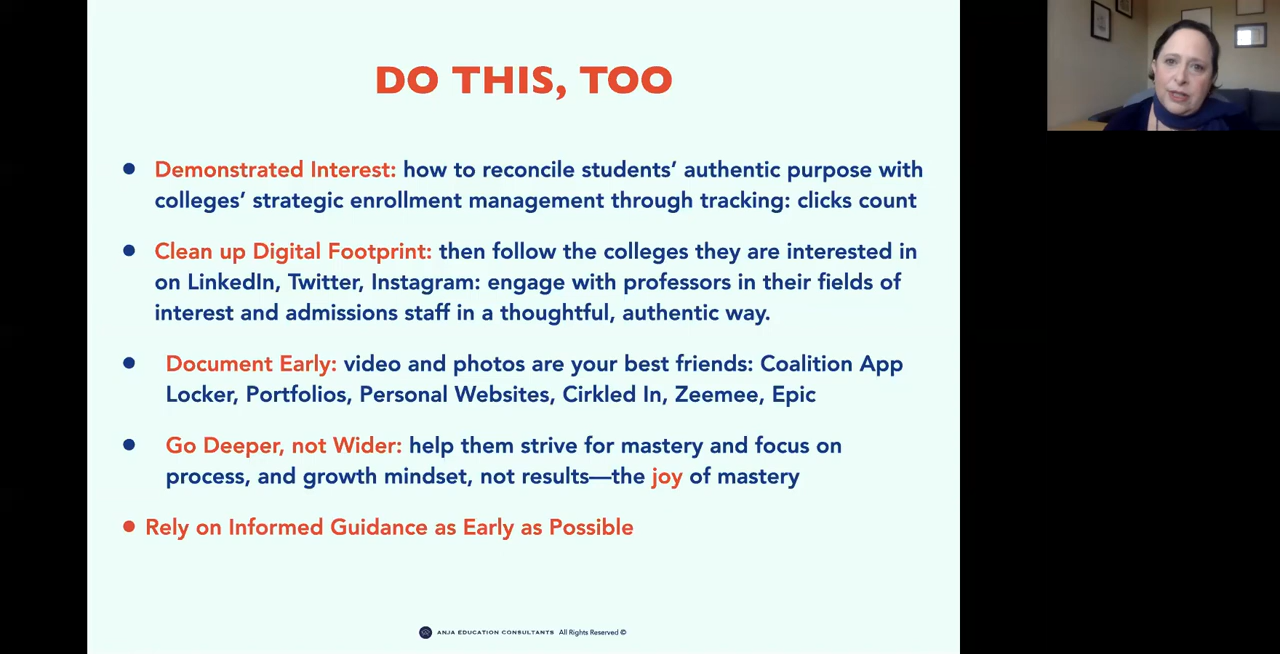 DO THIS, TOO
• Demonstrated Interest: how to reconcile students’ authentic purpose with
colleges’ strategic enrollment management through tracking: clicks count
• Clean up Digital Footprint: then follow the colleges they are interested in
on LinkedIn, Twitter, Instagram: engage with professors in their fields of
interest and admissions staff in a thoughtful, authentic way.
• Document Early: video and photos are your best friends: Coalition App
Locker, Portfolios, Personal Websites, Cirkled In, Zeemee, Epic
• Go Deeper, not Wider: help them strive for mastery and focus on
process, and growth mindset, not results—the joy of mastery
• Rely on Informed Guidance as Early as Possible
ANJA EDUCATION CONSULTANTS All Rights Reserved ©